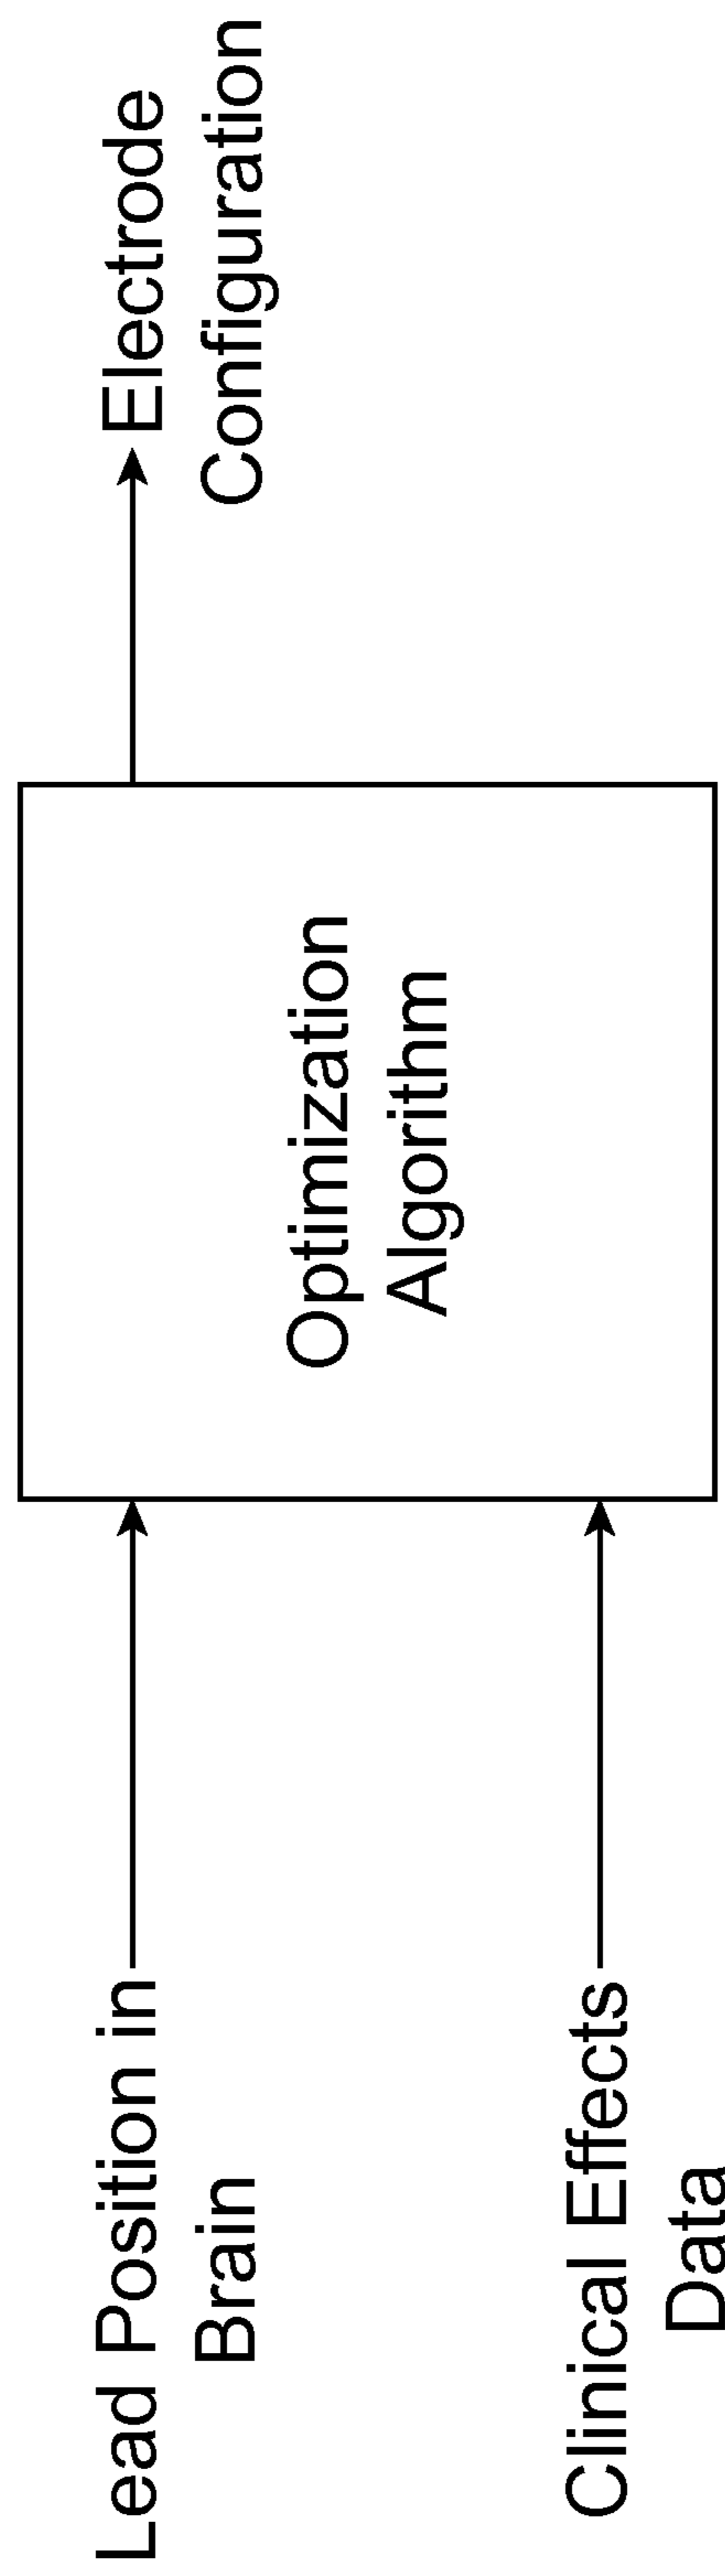 Lead Position in
Brain
Clinical Effects
Data
Optimization
Algorithm
Electrode
Configuration